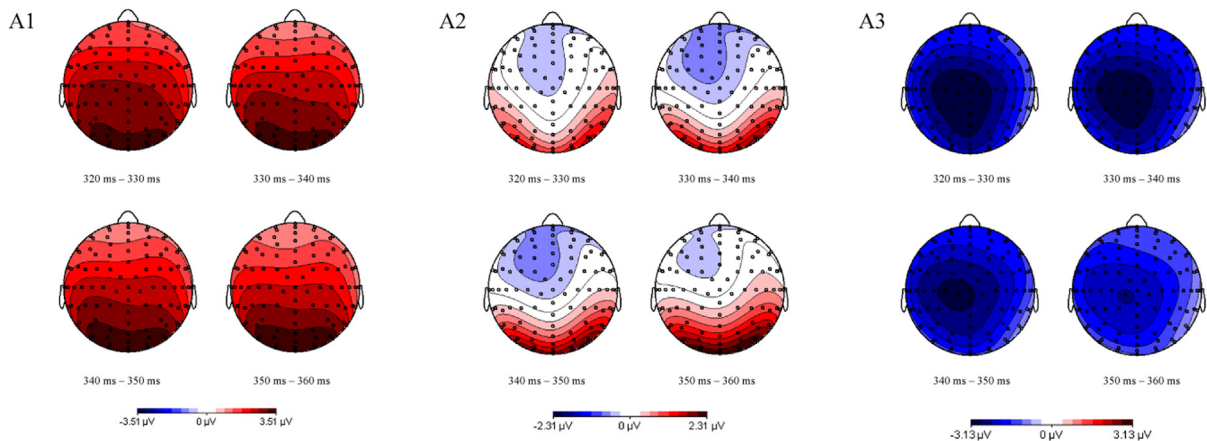 A1
A2
A3
320 ms – 330 ms
330 ms – 340 ms
320 ms – 330 ms
330 ms – 340 ms
320 ms – 330 ms
330 ms – 340 ms
340 ms – 350 ms
350 ms – 360 ms
340 ms – 350 ms
350 ms – 360 ms
340 ms – 350 ms
350 ms – 360 ms
-3.51 µV 0 µV 3.51 µV
-2.31 µV 0 µV 2.31 µV
-3.13 µV 0 µV 3.13 µV